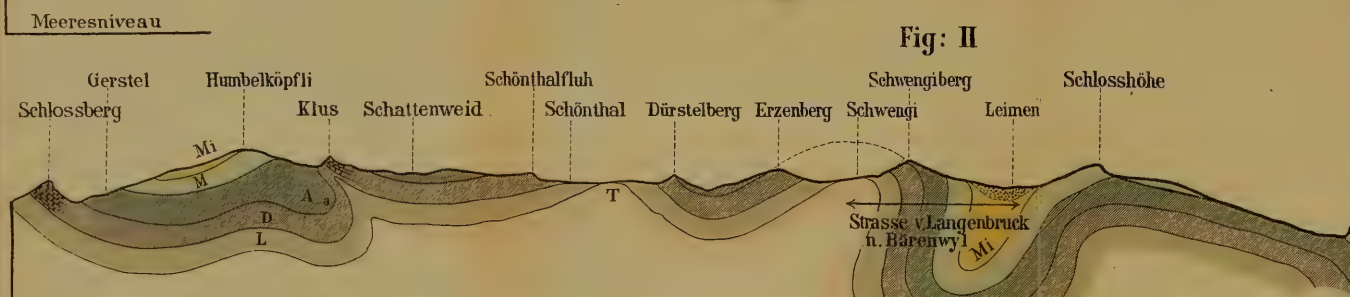 Meeresniveau
Fig: II
Gerstel Humbelköpfli Schönthalfluh Schwengiberg Schlosshöhe
Schlossberg Klus Schattenweid Schönthal Dürstelberg Erzenberg Schwengi Leimen
Mi
M
A a
D
L
T
Strasse v. Langenbruck
n. Bärenwyl
Mi